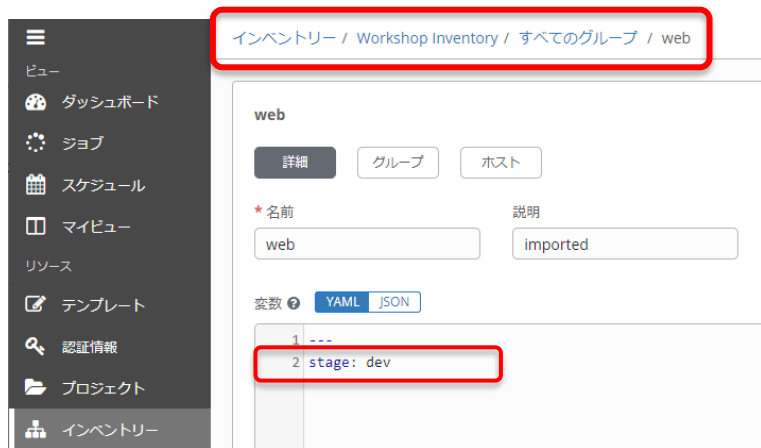 インベントリー / Workshop Inventory / すべてのグループ / web
ビュー
ダッシュボード
ジョブ
スケジュール
マイビュー
リソース
テンプレート
認証情報
プロジェクト
インベントリー
web
詳細 グループ ホスト
* 名前 説明
web imported
変数 ? YAML JSON
1 ---
2 stage: dev